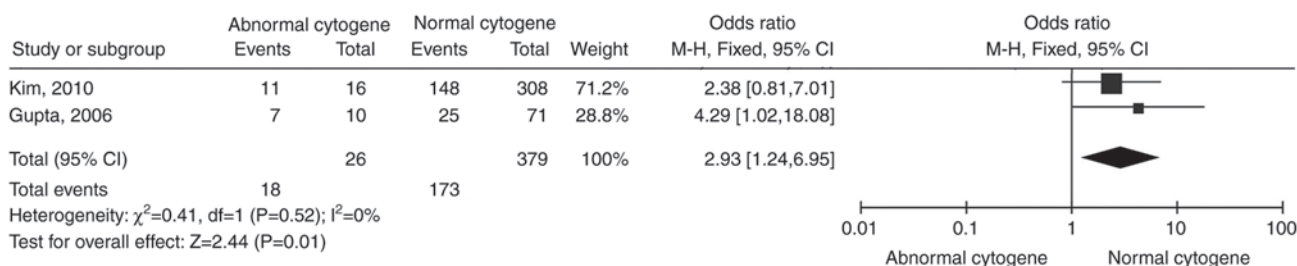 Abnormal cytogene Normal cytogene Odds ratio Odds ratio
Study or subgroup Events Total Events Total Weight M-H, Fixed, 95% CI M-H, Fixed, 95% CI
Kim, 2010 11 16 148 308 71.2% 2.38 [0.81,7.01]
Gupta, 2006 7 10 25 71 28.8% 4.29 [1.02,18.08]
Total (95% CI) 26 379 100% 2.93 [1.24,6.95]
Total events 18 173
Heterogeneity: χ²=0.41, df=1 (P=0.52); I²=0%
Test for overall effect: Z=2.44 (P=0.01)
0.01 0.1 1 10 100
Abnormal cytogene Normal cytogene